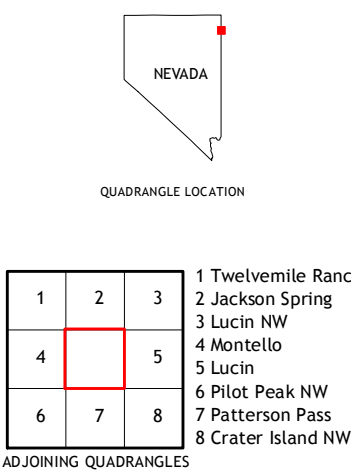 NEVADA
QUADRANGLE LOCATION
1 2 3
4 5
6 7 8
1 Twelvemile Ranc
2 Jackson Spring
3 Lucin NW
4 Montello
5 Lucin
6 Pilot Peak NW
7 Patterson Pass
8 Crater Island NW
ADJOINING QUADRANGLES